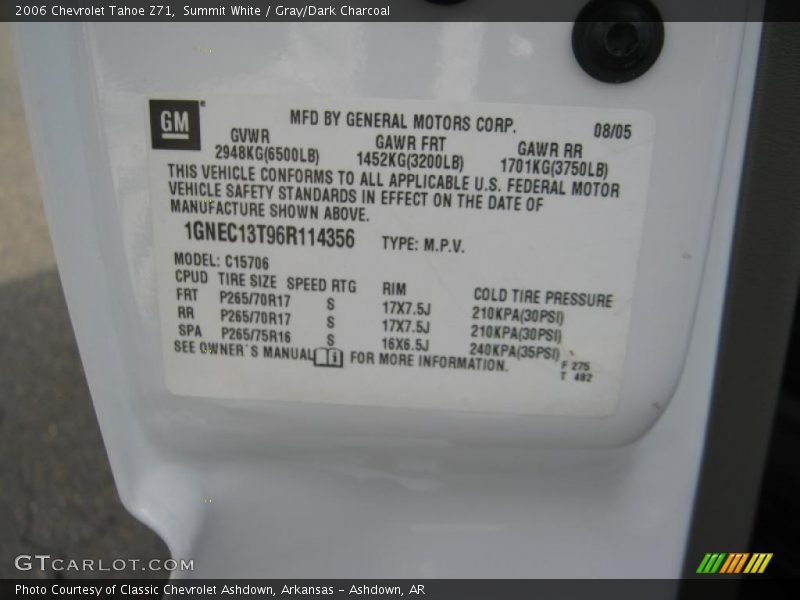 2006 Chevrolet Tahoe Z71,  Summit White / Gray/Dark Charcoal
GM
MFD BY GENERAL MOTORS CORP.
08/05
GVWR GAWR FRT GAWR RR
2948KG(6500LB) 1452KG(3200LB) 1701KG(3750LB)
THIS VEHICLE CONFORMS TO ALL APPLICABLE U.S. FEDERAL MOTOR
VEHICLE SAFETY STANDARDS IN EFFECT ON THE DATE OF
MANUFACTURE SHOWN ABOVE.
1GNEC13T96R114356 TYPE: M.P.V.
MODEL: C15706
CPUD TIRE SIZE SPEED RTG RIM COLD TIRE PRESSURE
FRT P265/70R17 S 17X7.5J 210KPA(30PSI)
RR P265/70R17 S 17X7.5J 210KPA(30PSI)
SPA P265/75R16 S 16X6.5J 240KPA(35PSI)
SEE OWNER'S MANUAL FOR MORE INFORMATION.
F 275
T 482
GTCARLOT.COM
Photo Courtesy of Classic Chevrolet Ashdown, Arkansas - Ashdown, AR